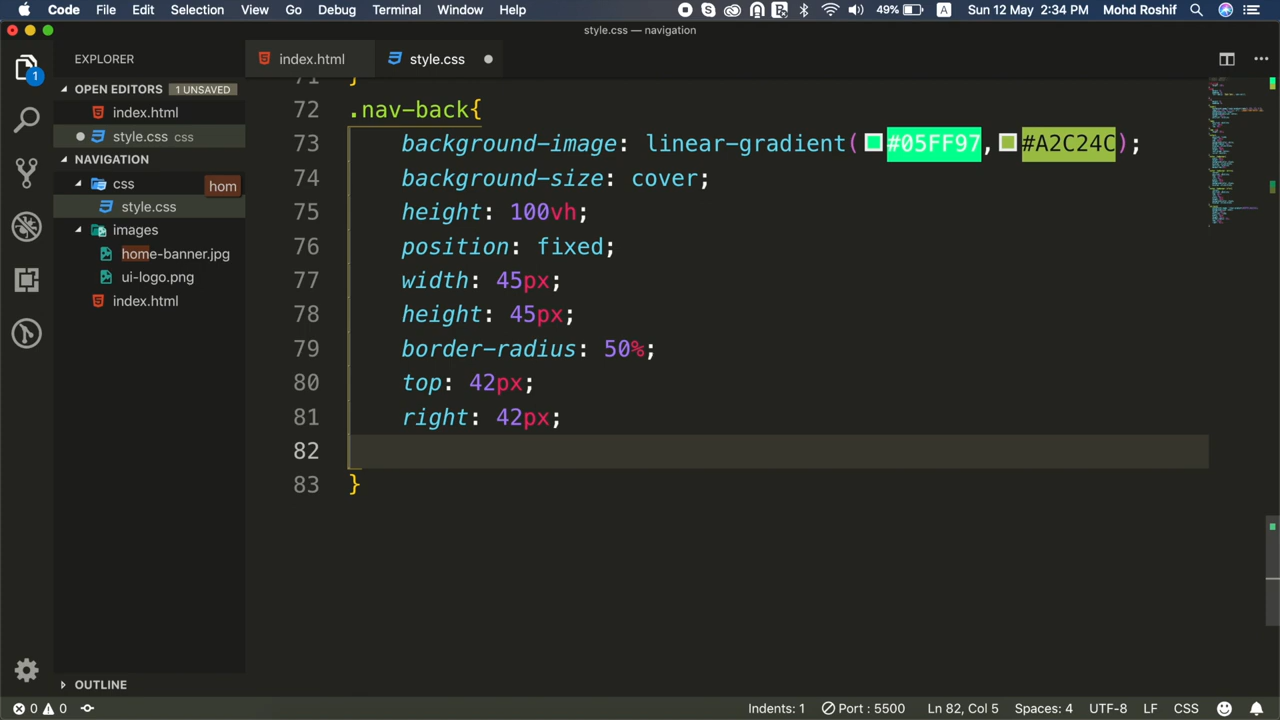 Code File Edit Selection View Go Debug Terminal Window Help 49% A Sun 12 May 2:34 PM Mohd Roshif
style.css — navigation
EXPLORER
index.html
style.css
OPEN EDITORS 1 UNSAVED
index.html
style.css css
NAVIGATION
css
hom
style.css
images
home-banner.jpg
ui-logo.png
index.html
OUTLINE
1
71 }
72 .nav-back{
73 background-image: linear-gradient(#05FF97,#A2C24C);
74 background-size: cover;
75 height: 100vh;
76 position: fixed;
77 width: 45px;
78 height: 45px;
79 border-radius: 50%;
80 top: 42px;
81 right: 42px;
82
83 }
0 0 Indents: 1 Port : 5500 Ln 82, Col 5 Spaces: 4 UTF-8 LF CSS